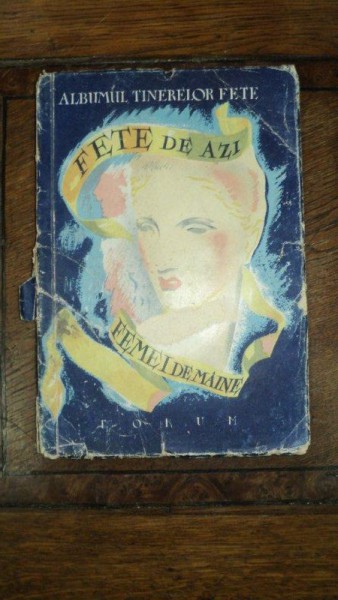 ALBUMUL TINERELOR FETE
FETE DE AZI
FEMEI DE MÂINE
FORUM